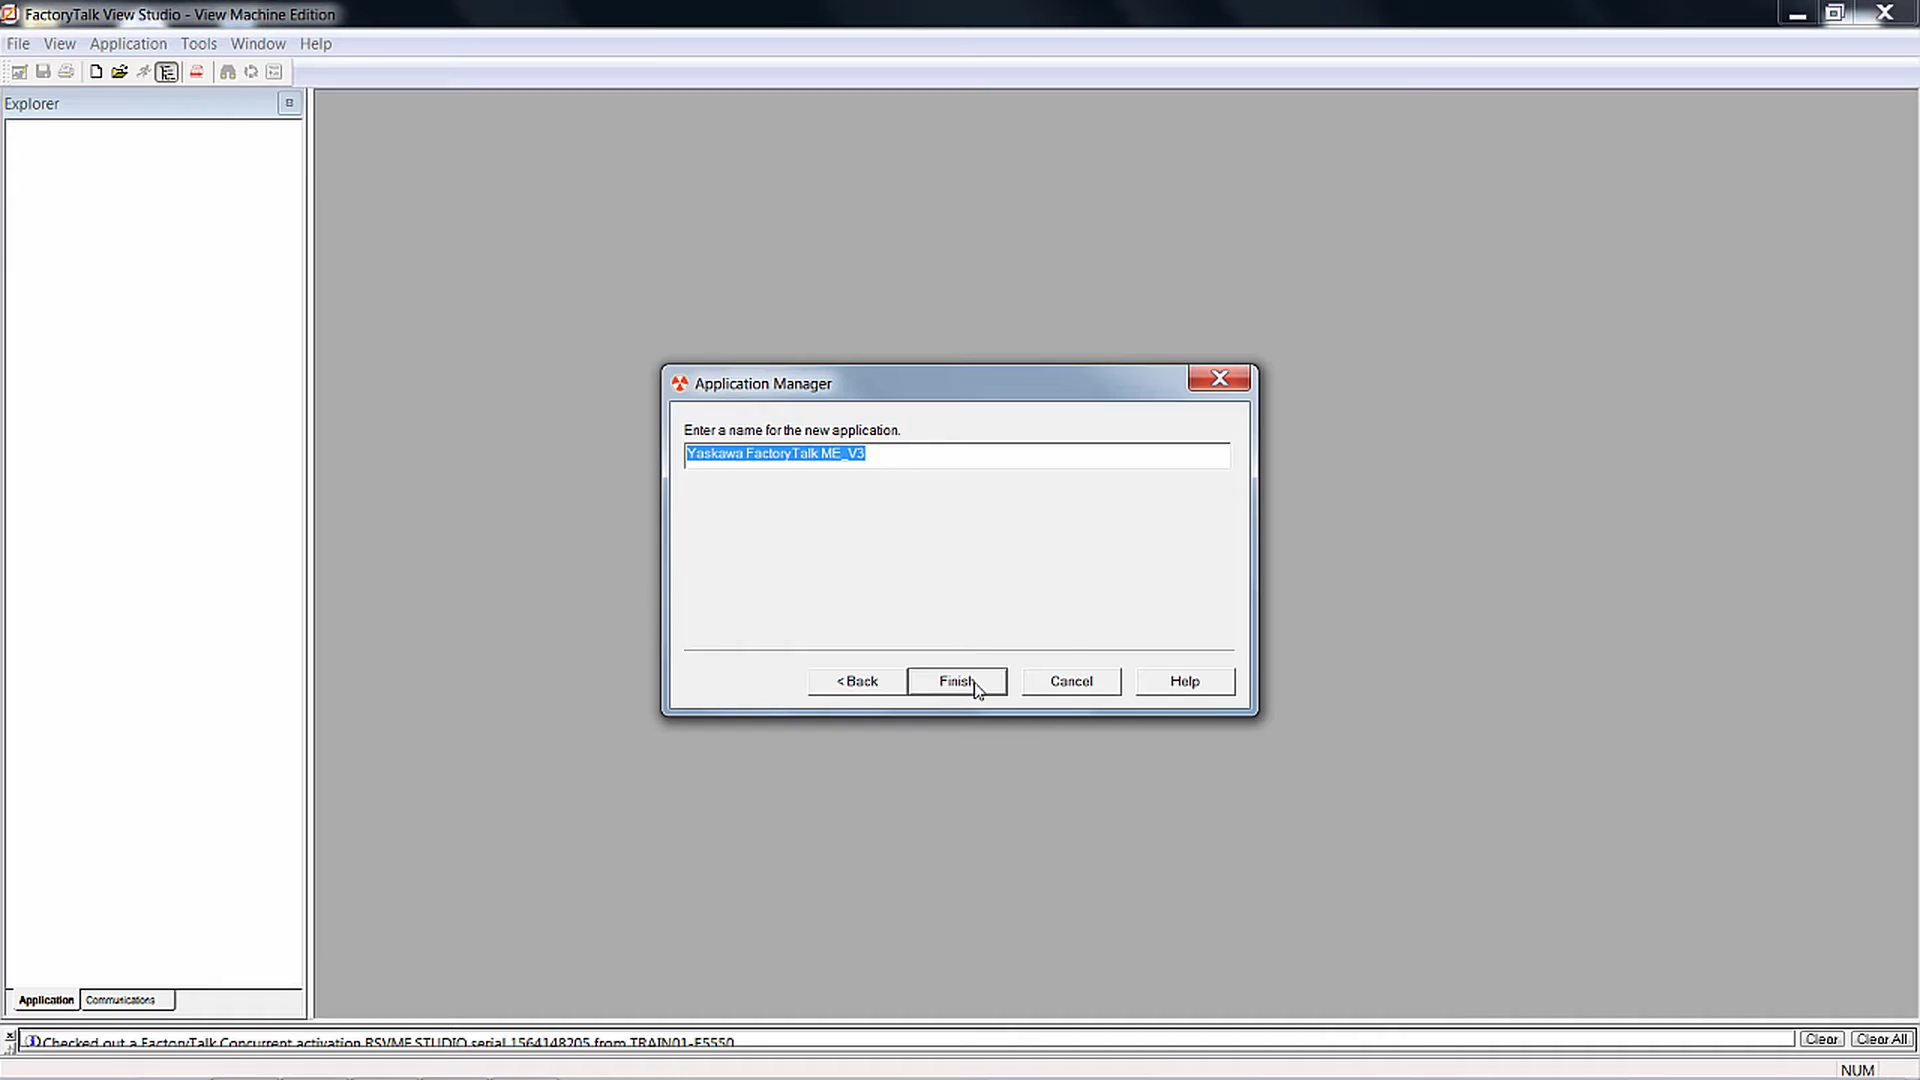 FactoryTalk View Studio - View Machine Edition
File View Application Tools Window Help
Explorer
Application Manager
Enter a name for the new application.
Yaskawa FactoryTalk ME_V3
< Back Finish Cancel Help
Application Communications
Checked out a FactoryTalk Concurrent activation RSVME.STUDIO serial 1564148205 from TRAIN01-E5550
Clear Clear All
NUM